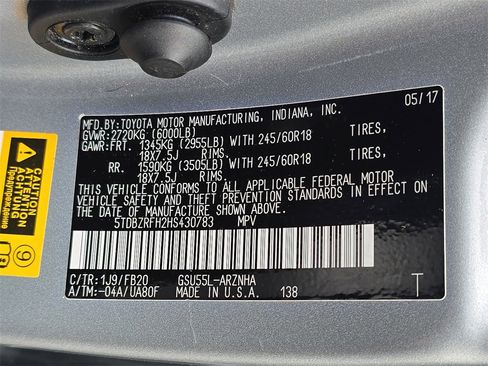 MFD. BY:TOYOTA MOTOR MANUFACTURING, INDIANA, INC. 05/17
GVWR:2720KG (6000LB)
GAWR:FRT. 1345KG (2955LB) WITH 245/60R18 TIRES,
18X7.5J RIMS
RR. 1590KG (3505LB) WITH 245/60R18 TIRES,
18X7.5J RIMS.
THIS VEHICLE CONFORMS TO ALL APPLICABLE FEDERAL MOTOR
VEHICLE SAFETY AND BUMPER STANDARDS IN EFFECT ON THE
DATE OF MANUFACTURE SHOWN ABOVE.
5TDBZRFH2HS430783 MPV
C/TR:1J9/FB20 GSU55L-ARZNHA
A/TM:-04A/UA80F MADE IN U.S.A. 138 T
CAUTION
ACHTUNG
Предупреждение